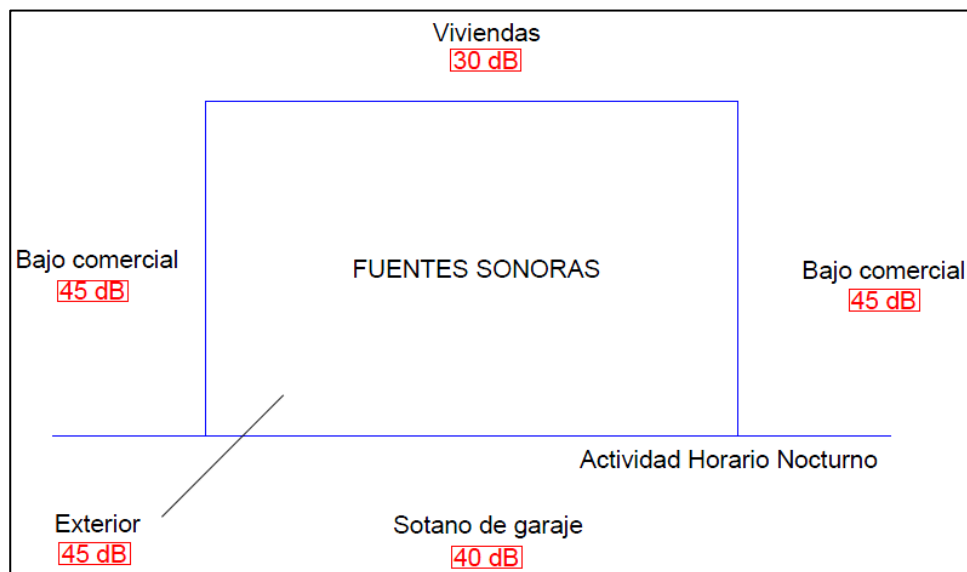 Viviendas
30 dB
Bajo comercial
45 dB
FUENTES SONORAS
Bajo comercial
45 dB
Actividad Horario Nocturno
Exterior
45 dB
Sotano de garaje
40 dB